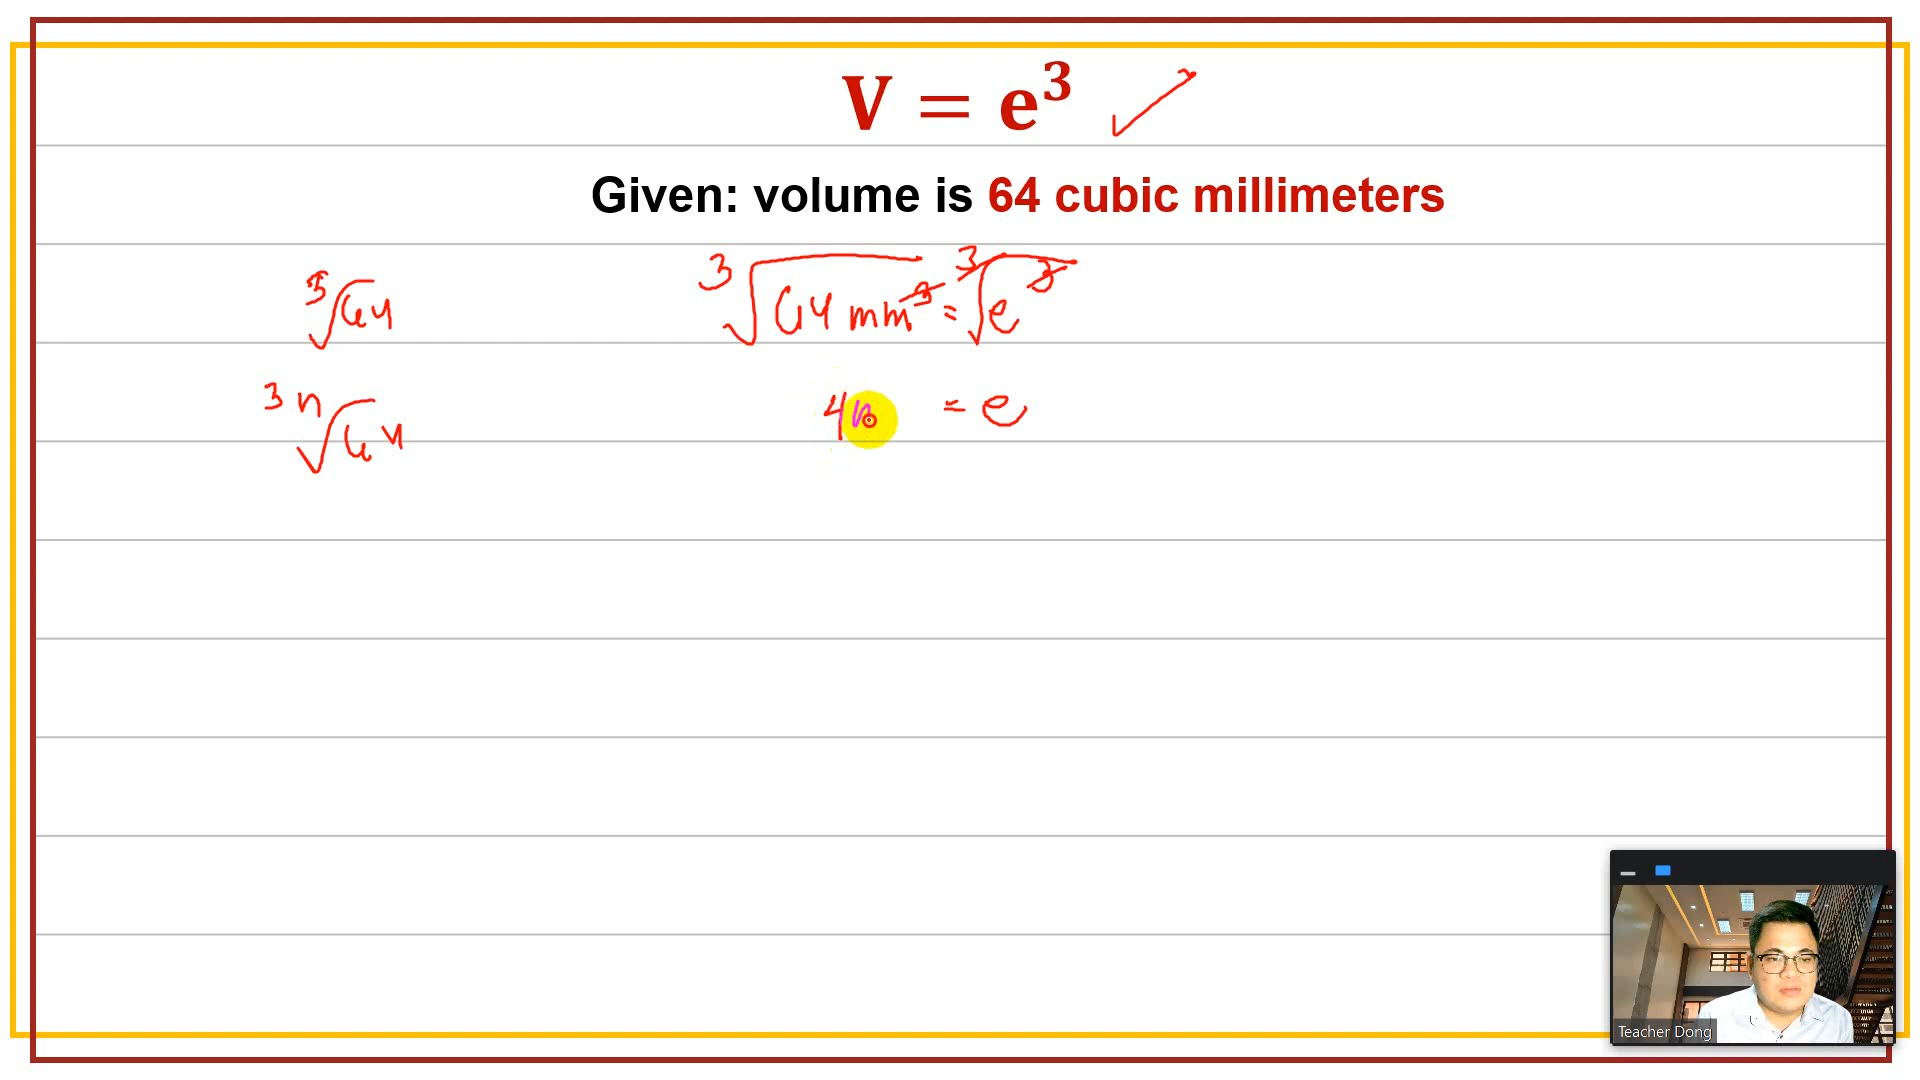 V = e³
Given: volume is 64 cubic millimeters
∛64 mm³ = ∛e³
√64
3 n√64
4 = e
Teacher Dong